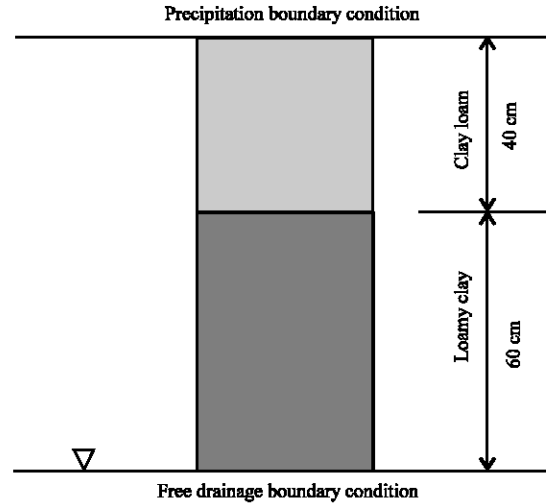 Precipitation boundary condition
Clay loam
40 cm
Loamy clay
60 cm
Free drainage boundary condition